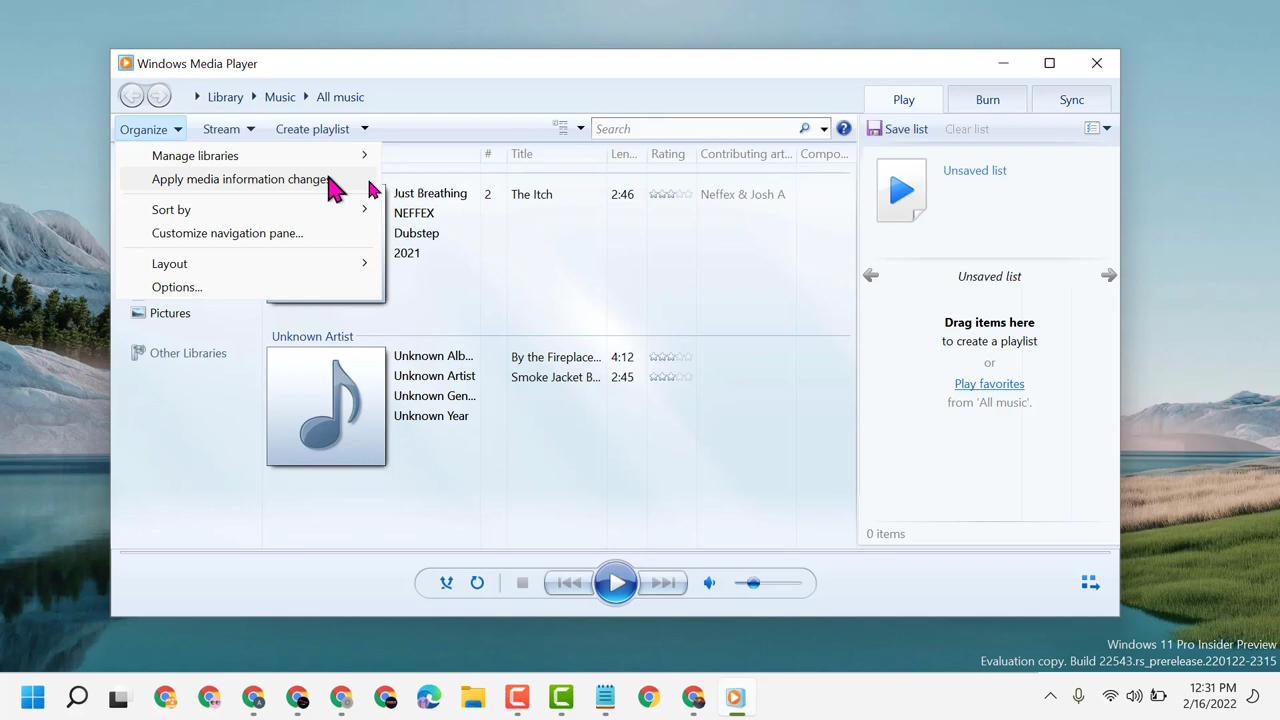 Windows Media Player
Library Music All music
Play Burn Sync
Organize Stream Create playlist
Search
Save list Clear list
Manage libraries
Apply media information changes
Sort by
Customize navigation pane...
Layout
Options...
Pictures
Other Libraries
# Title Len... Rating Contributing art... Compo...
Just Breathing 2 The Itch 2:46 Neffex & Josh A
NEFFEX
Dubstep
2021
Unknown Artist
Unknown Alb... By the Fireplace... 4:12
Unknown Artist Smoke Jacket B... 2:45
Unknown Gen...
Unknown Year
Unsaved list
Unsaved list
Drag items here
to create a playlist
or
Play favorites
from 'All music'.
0 items
Windows 11 Pro Insider Preview
Evaluation copy. Build 22543.rs_prerelease.220122-2315
12:31 PM
2/16/2022